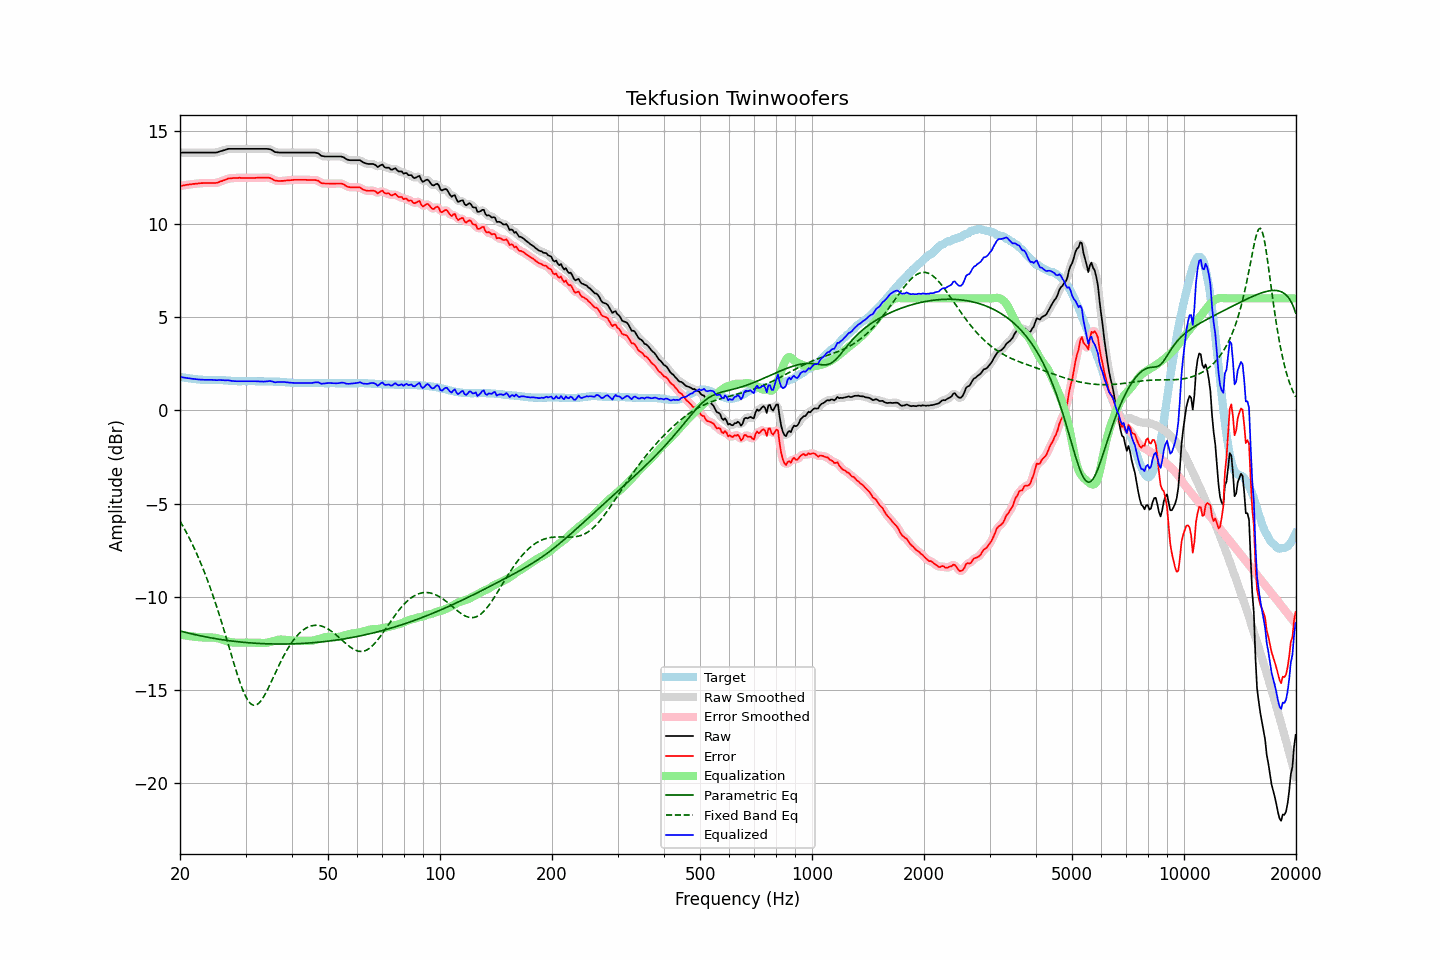 Tekfusion Twinwoofers
Amplitude (dBr)
15
10
5
0
−5
−10
−15
−20
Target
Raw Smoothed
Error Smoothed
Raw
Error
Equalization
Parametric Eq
Fixed Band Eq
Equalized
20 50 100 200 500 1000 2000 5000 10000 20000
Frequency (Hz)